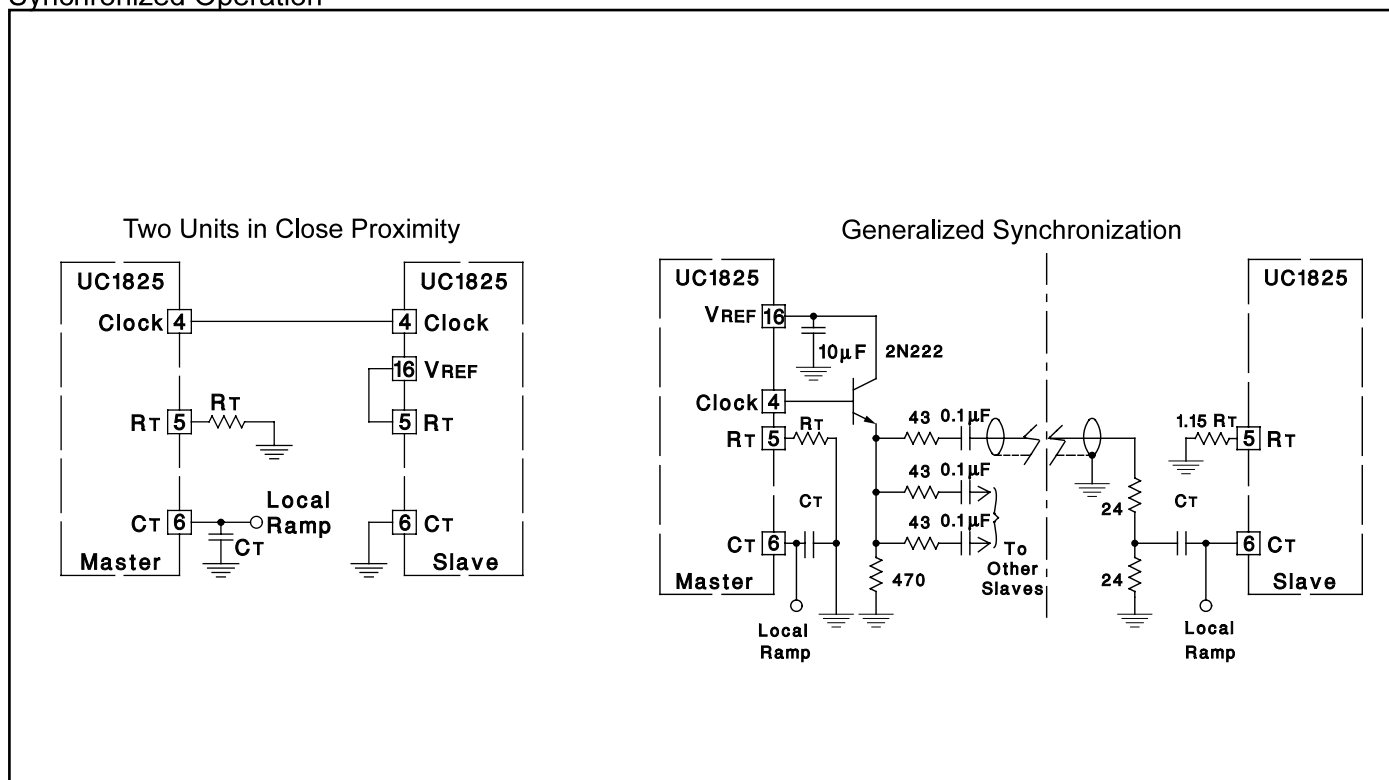 Synchronized Operation
Two Units in Close Proximity
UC1825
UC1825
Clock 4
4 Clock
16 VREF
RT
RT 5
5 RT
Local
Ramp
CT 6
CT
6 CT
Master
Slave
Generalized Synchronization
UC1825
UC1825
VREF 16
10µF
2N222
Clock 4
RT
RT 5
43 0.1µF
1.15 RT
5 RT
43 0.1µF
CT
24
CT
43 0.1µF
CT 6
To
Other
Slaves
6 CT
Master
470
24
Slave
Local
Ramp
Local
Ramp